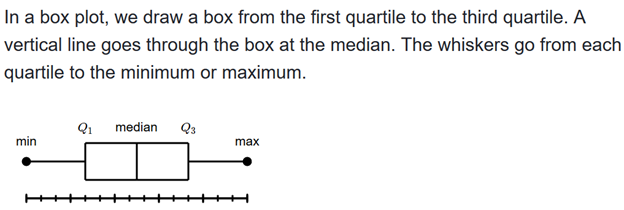 In a box plot, we draw a box from the first quartile to the third quartile. A
vertical line goes through the box at the median. The whiskers go from each
quartile to the minimum or maximum.
min Q₁ median Q₃ max